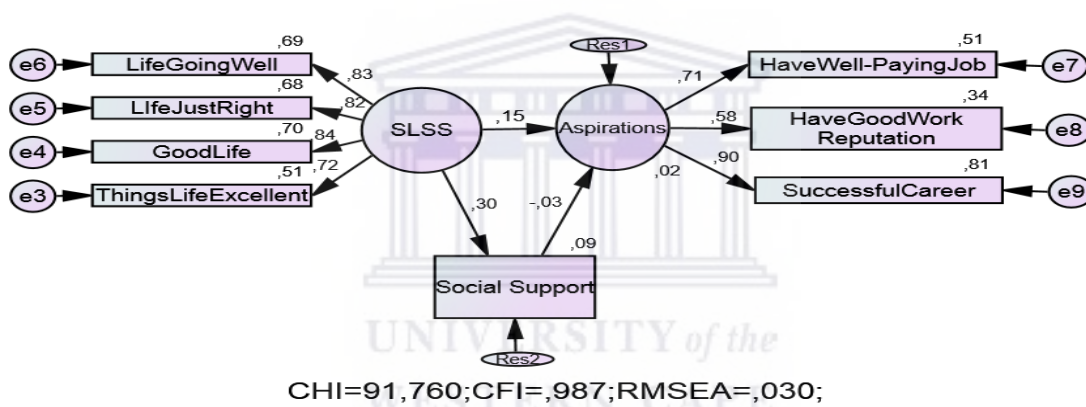 ,69
e6
LifeGoingWell
,83
,68
e5
LIfeJustRight
,82
,70
e4
GoodLife
,84
,51
e3
ThingsLifeExcellent
,72
SLSS
,15
Res1
Aspirations
,02
,71
,51
HaveWell-PayingJob
e7
,58
,34
HaveGoodWork
Reputation
e8
,90
,81
SuccessfulCareer
e9
,30
-,03
,09
Social Support
Res2
UNIVERSITY of the
WESTERN CAPE
CHI=91,760;CFI=,987;RMSEA=,030;